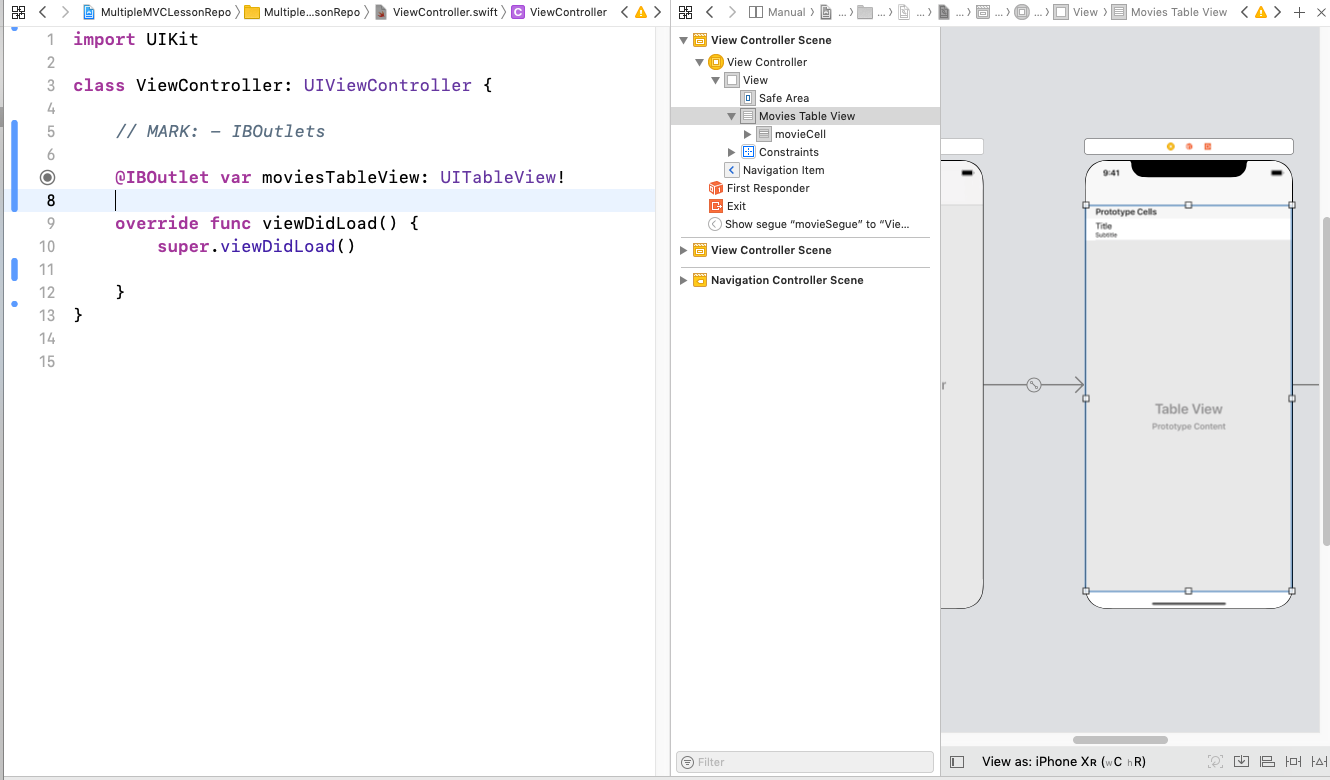 MultipleMVCLessonRepo Multiple...sonRepo ViewController.swift ViewController
1 import UIKit
2
3 class ViewController: UIViewController {
4
5 // MARK: - IBOutlets
6
@IBOutlet var moviesTableView: UITableView!
8
9 override func viewDidLoad() {
10 super.viewDidLoad()
11
12 }
13 }
14
15
Manual ... ... ... ... ... ... View Movies Table View
View Controller Scene
View Controller
View
Safe Area
Movies Table View
movieCell
Constraints
Navigation Item
First Responder
Exit
Show segue “movieSegue” to “Vie...
View Controller Scene
Navigation Controller Scene
Filter
9:41
Prototype Cells
Title
Subtitle
r
Table View
Prototype Content
View as: iPhone XR (wC hR)